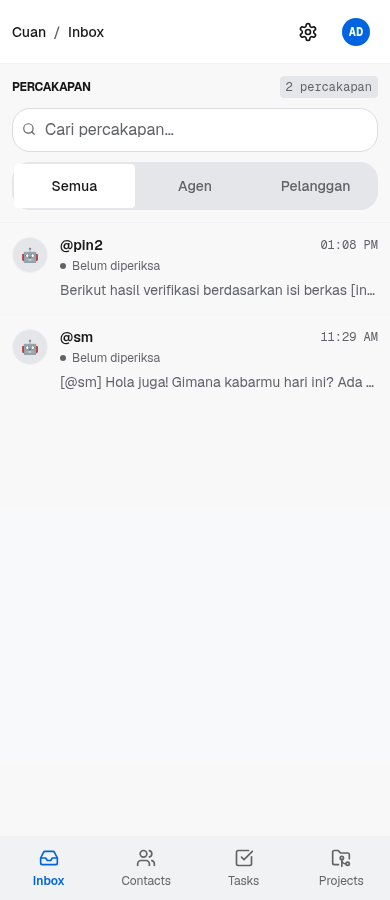 Cuan / Inbox
AD
PERCAKAPAN
2 percakapan
Cari percakapan…
Semua
Agen
Pelanggan
@pin2
01:08 PM
Belum diperiksa
Berikut hasil verifikasi berdasarkan isi berkas [in…
@sm
11:29 AM
Belum diperiksa
[@sm] Hola juga! Gimana kabarmu hari ini? Ada …
Inbox
Contacts
Tasks
Projects